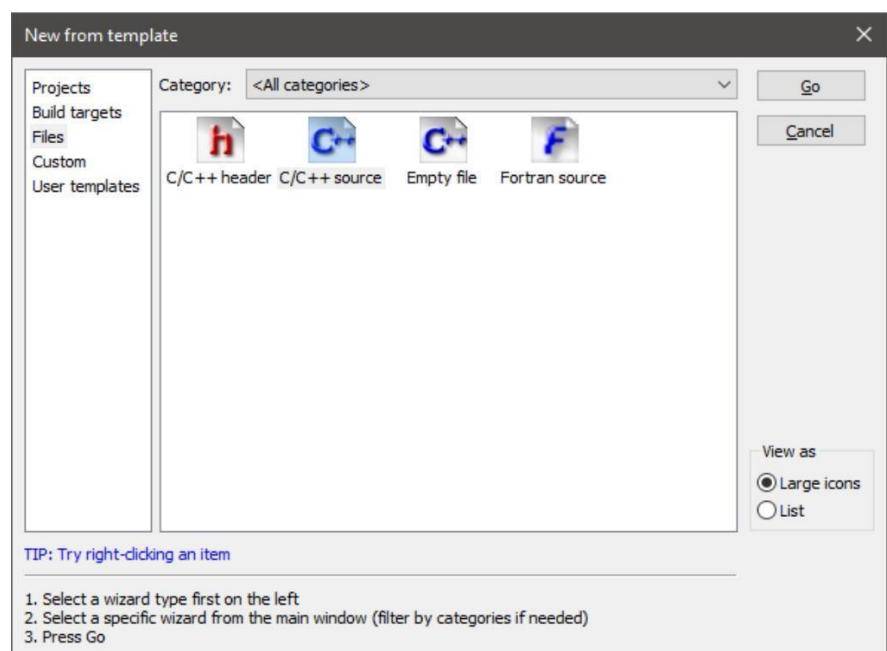 New from template
Projects
Build targets
Files
Custom
User templates
Category: <All categories>
h
C++
C++
F
C/C++ header C/C++ source Empty file Fortran source
Go
Cancel
View as
Large icons
List
TIP: Try right-clicking an item
1. Select a wizard type first on the left
2. Select a specific wizard from the main window (filter by categories if needed)
3. Press Go